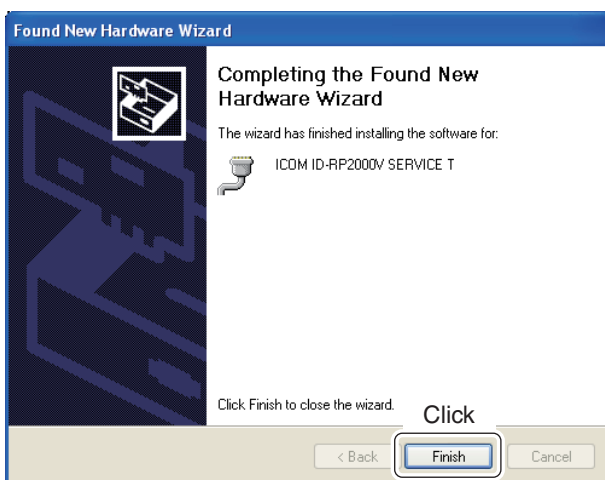 Found New Hardware Wizard
Completing the Found New
Hardware Wizard
The wizard has finished installing the software for:
ICOM ID-RP2000V SERVICE T
Click Finish to close the wizard.
Click
< Back
Finish
Cancel